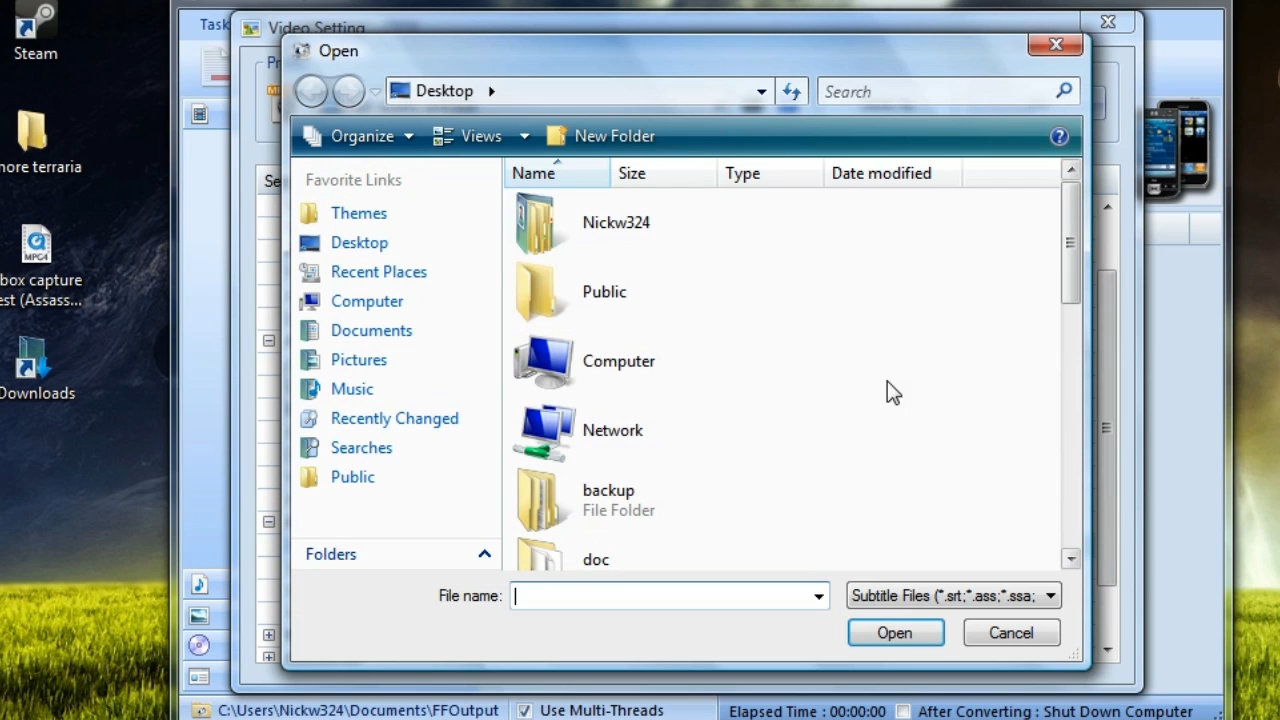 Steam
more terraria
MPC4
box capture
est (Assass...
Downloads
Task
Video Setting
Open
Desktop
Search
Organize
Views
New Folder
Favorite Links
Themes
Desktop
Recent Places
Computer
Documents
Pictures
Music
Recently Changed
Searches
Public
Folders
Name
Size
Type
Date modified
Nickw324
Public
Computer
Network
backup
File Folder
doc
File name:
Subtitle Files (*.srt;*.ass;*.ssa;
Open
Cancel
C:\Users\Nickw324\Documents\FFOutput
Use Multi-Threads
Elapsed Time : 00:00:00
After Converting : Shut Down Computer